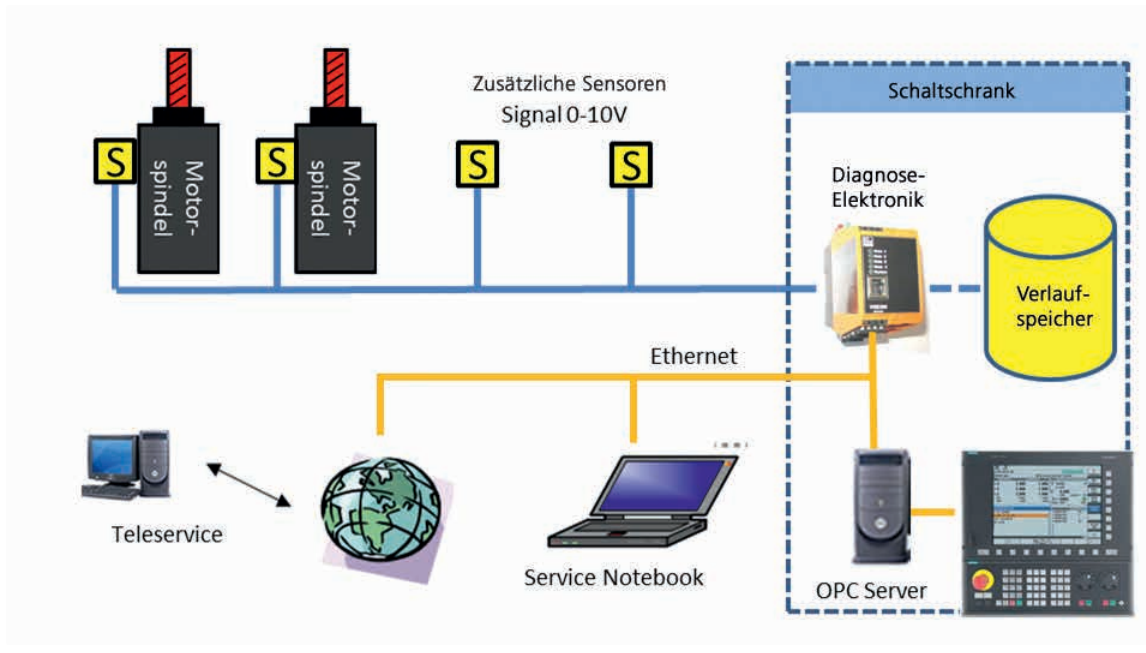 Zusätzliche Sensoren
Signal 0-10V
Schaltschrank
S
Motor-
spindel
S
Motor-
spindel
S
S
Diagnose-
Elektronik
Verlauf-
speicher
Ethernet
Teleservice
Service Notebook
OPC Server